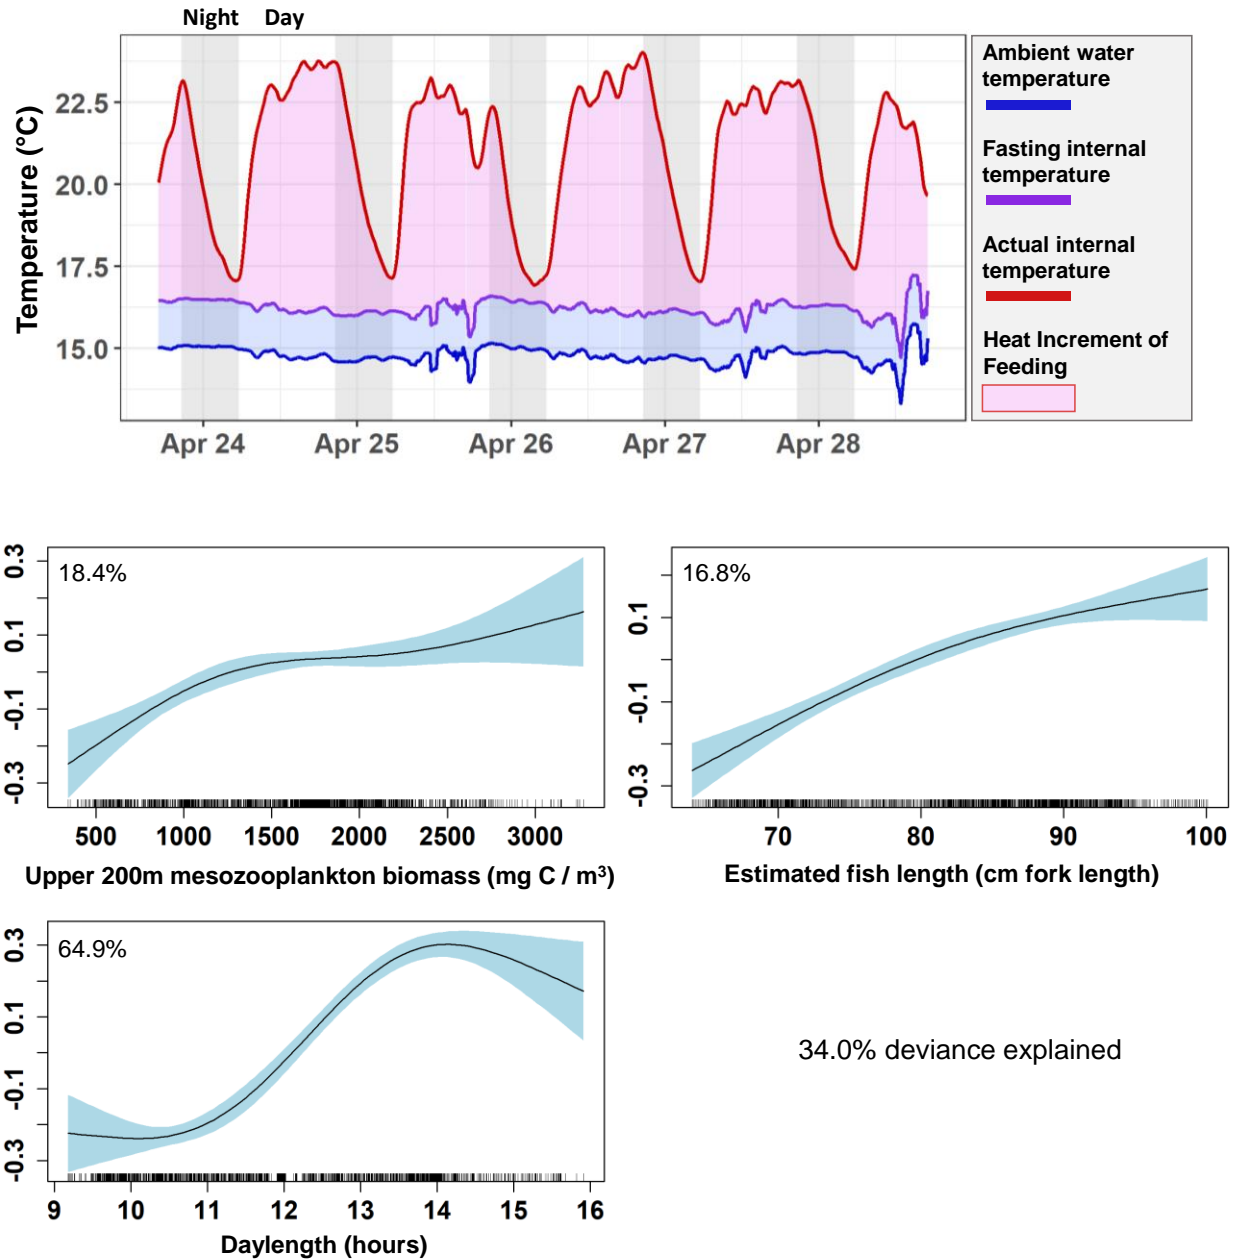 Night Day
Temperature (°C)
22.5
20.0
17.5
15.0
Apr 24 Apr 25 Apr 26 Apr 27 Apr 28
Ambient water
temperature
Fasting internal
temperature
Actual internal
temperature
Heat Increment of
Feeding
18.4%
0.3
0.1
-0.1
-0.3
500 1000 1500 2000 2500 3000
Upper 200m mesozooplankton biomass (mg C / m³)
16.8%
0.1
-0.1
-0.3
70 80 90 100
Estimated fish length (cm fork length)
64.9%
0.3
0.1
-0.1
-0.3
9 10 11 12 13 14 15 16
Daylength (hours)
34.0% deviance explained